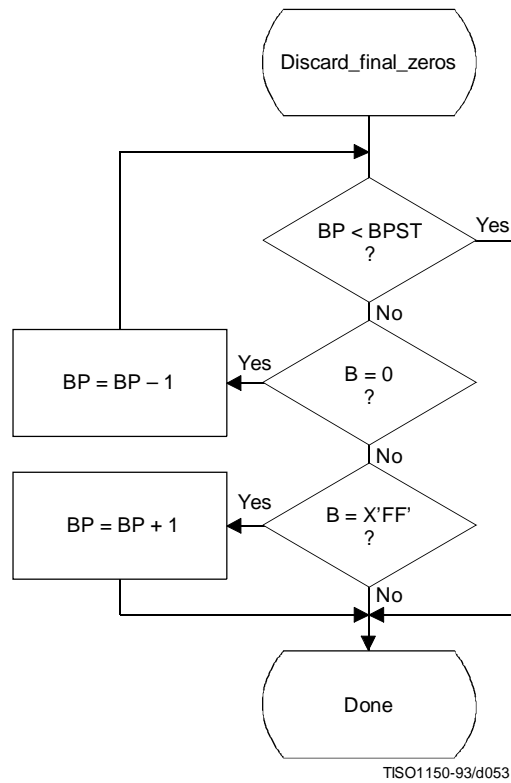 Discard_final_zeros
BP < BPST
?
Yes
No
BP = BP – 1
Yes
B = 0
?
No
BP = BP + 1
Yes
B = X’FF’
?
No
Done
TISO1150-93/d053